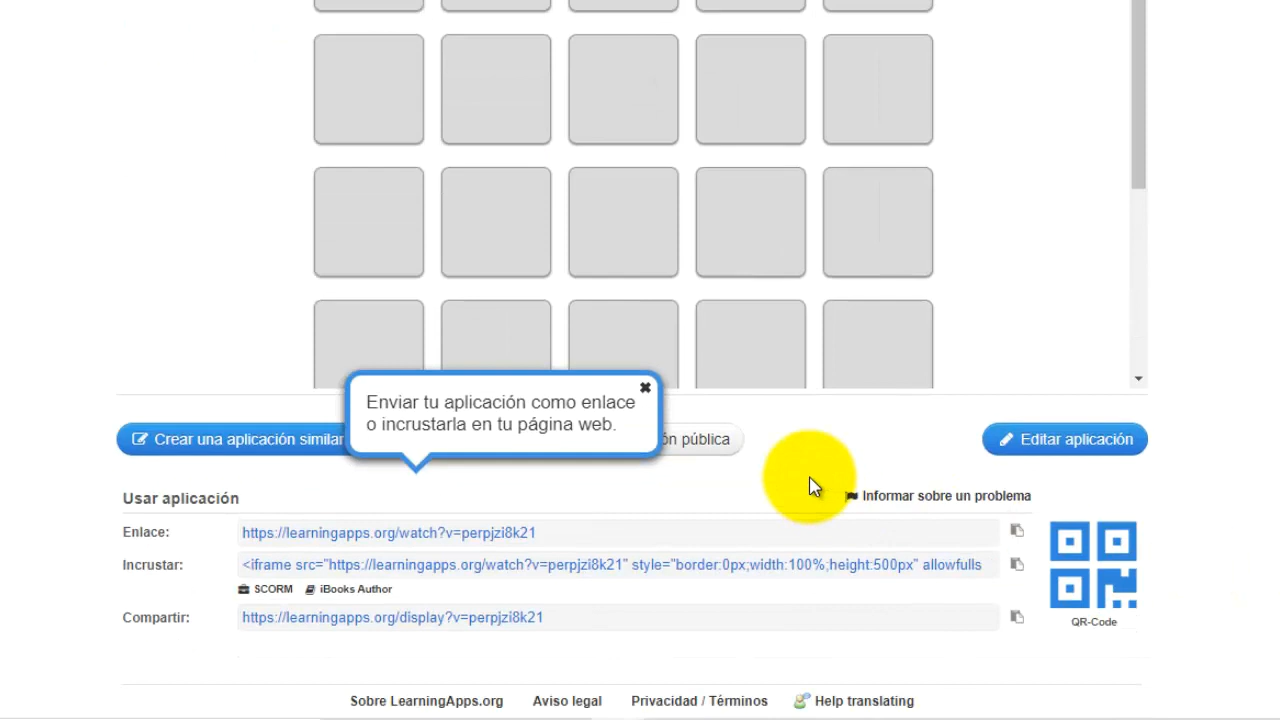 Enviar tu aplicación como enlace
o incrustarla en tu página web.
Crear una aplicación similar
pública
Editar aplicación
Usar aplicación
Informar sobre un problema
Enlace: https://learningapps.org/watch?v=perpjzi8k21
Incrustar: <iframe src="https://learningapps.org/watch?v=perpjzi8k21" style="border:0px;width:100%;height:500px" allowfulls
SCORM iBooks Author
Compartir: https://learningapps.org/display?v=perpjzi8k21
QR-Code
Sobre LearningApps.org Aviso legal Privacidad / Términos Help translating